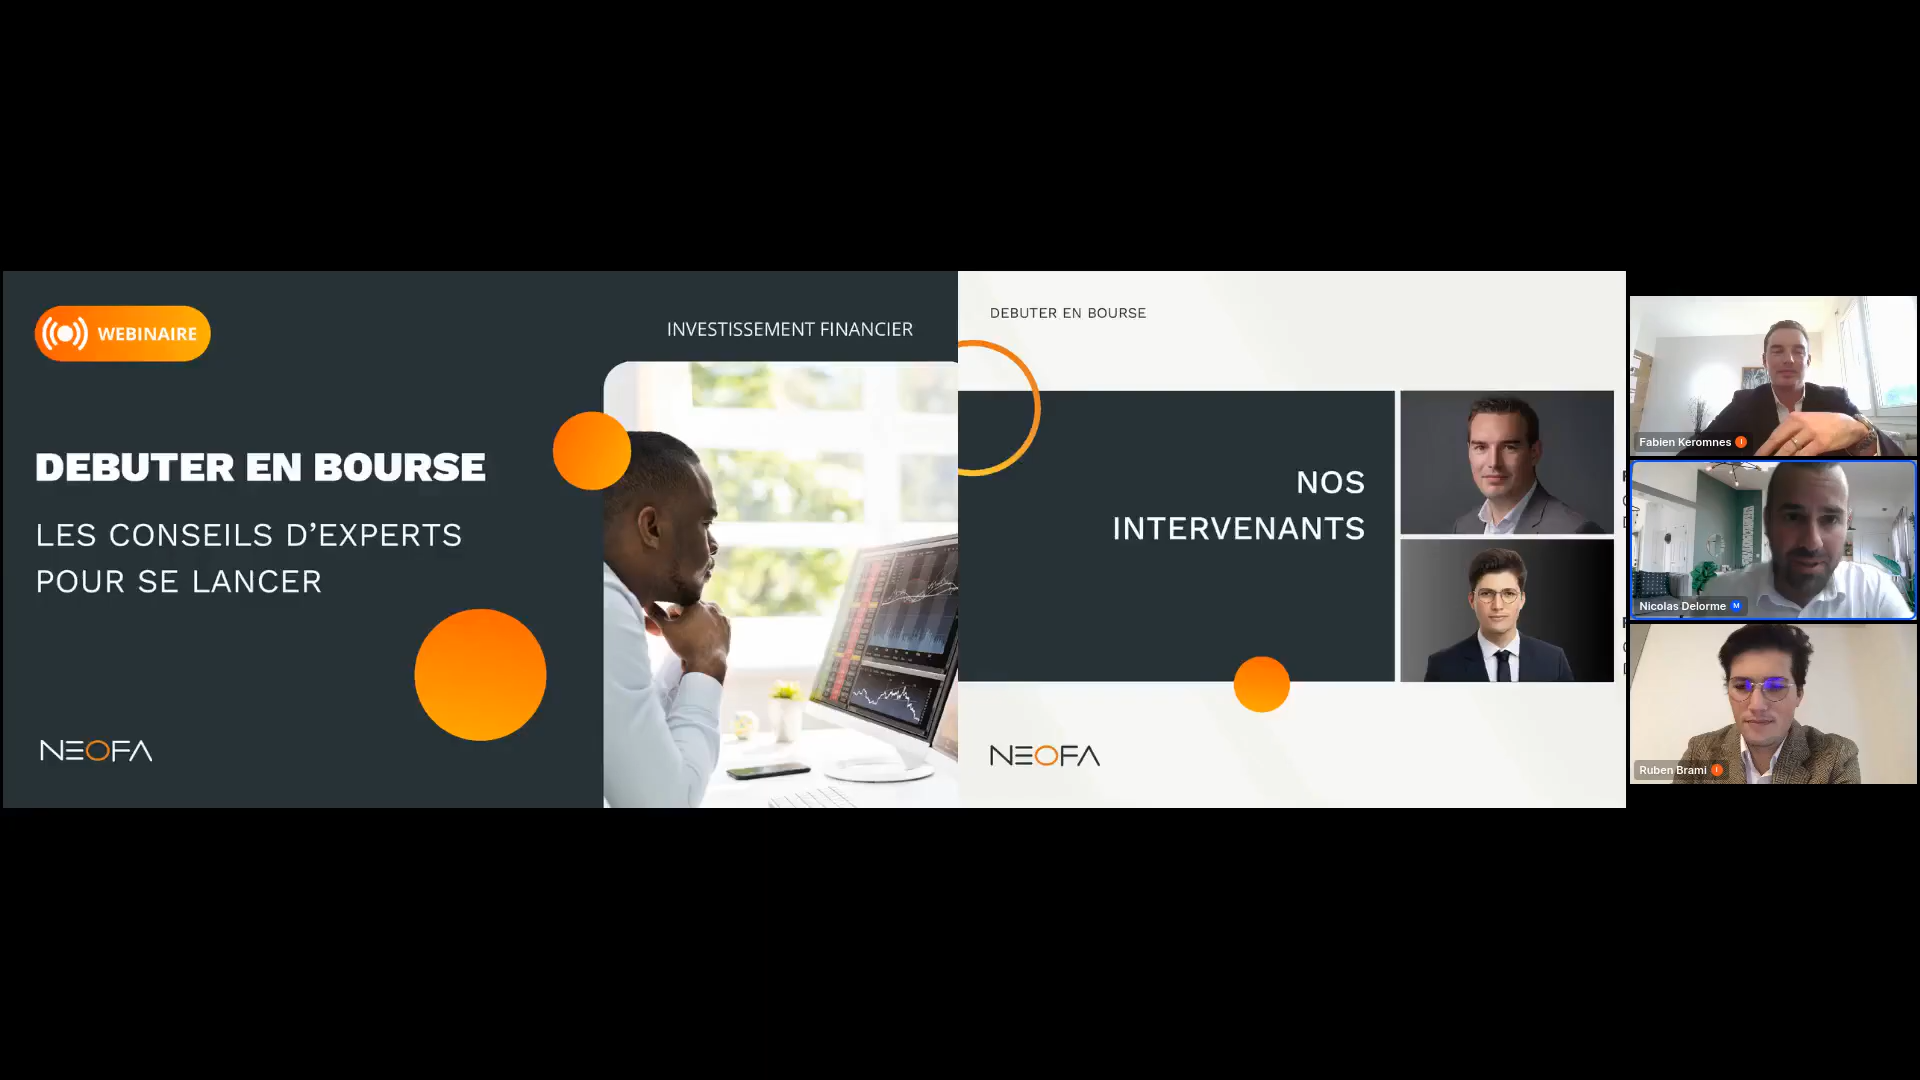 WEBINAIRE
INVESTISSEMENT FINANCIER
DEBUTER EN BOURSE
LES CONSEILS D'EXPERTS
POUR SE LANCER
NEOFA
DEBUTER EN BOURSE
NOS
INTERVENANTS
NEOFA
Fabien Keromnes
Nicolas Delorme M
Ruben Brami